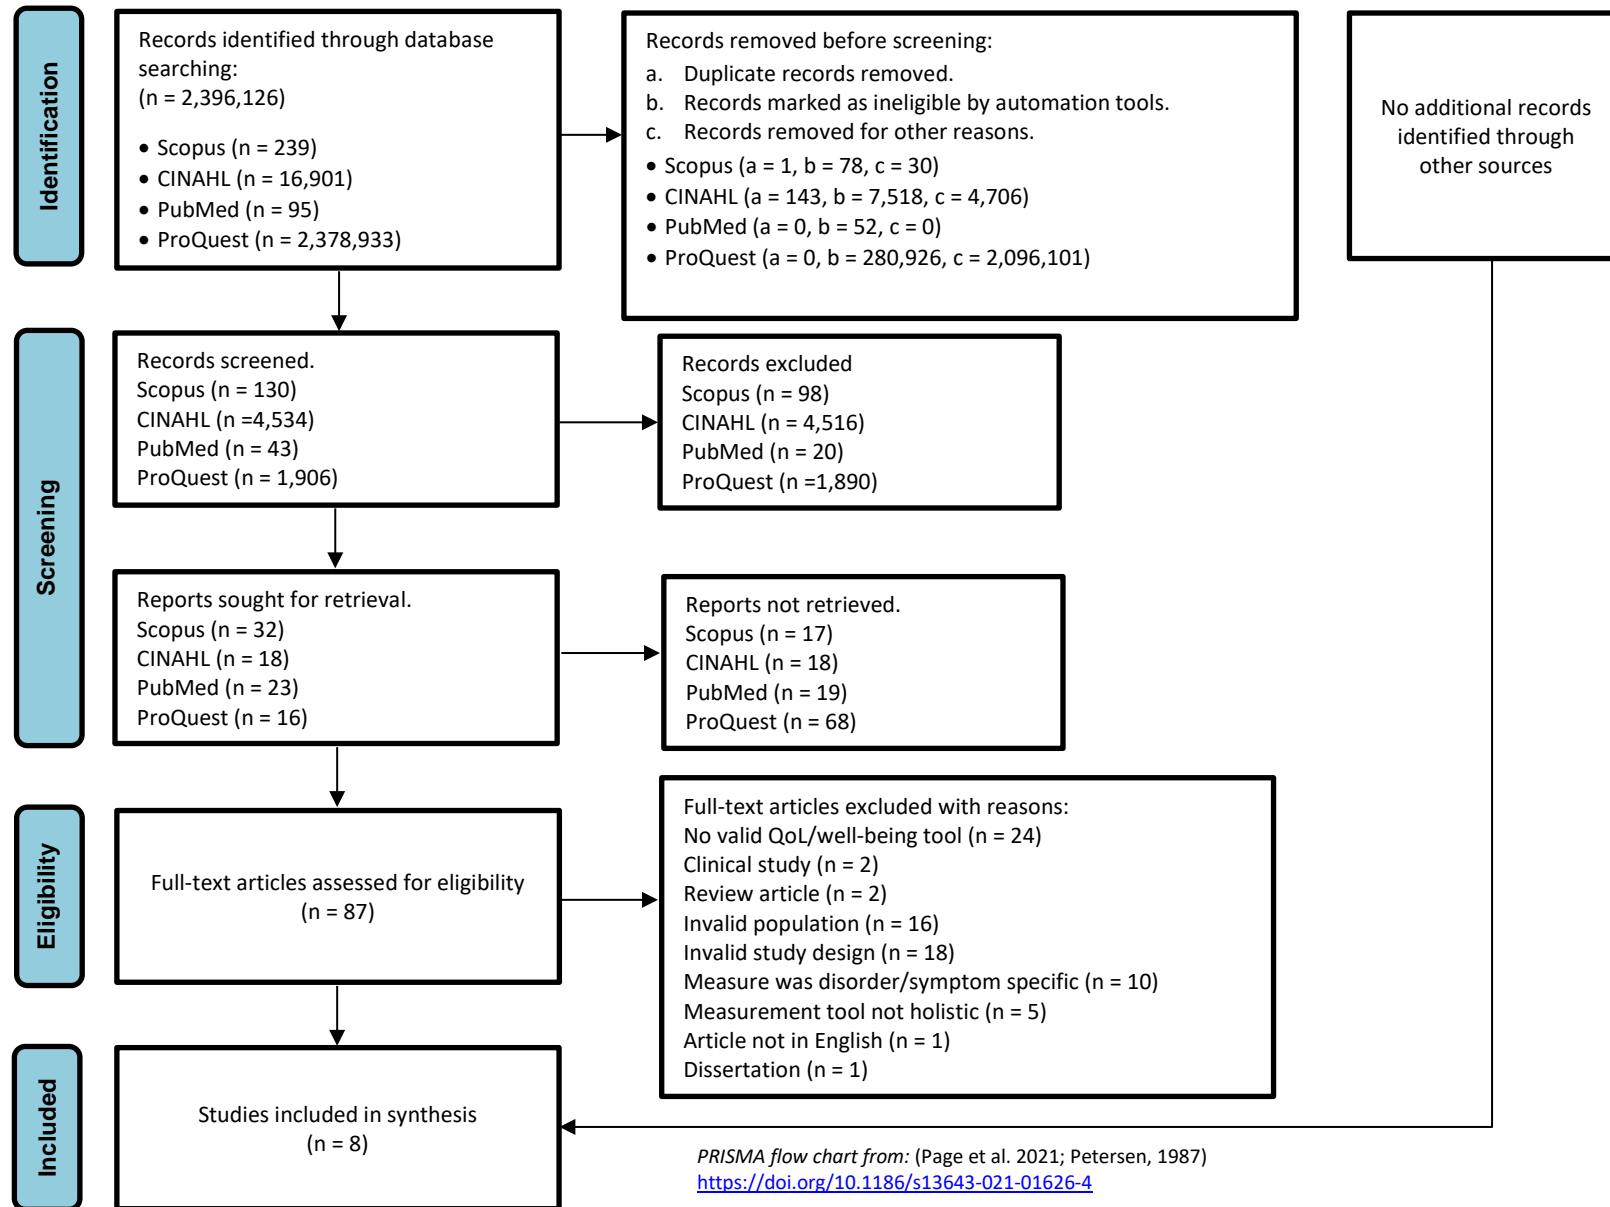 Identification
Records identified through database
searching:
(n = 2,396,126)
• Scopus (n = 239)
• CINAHL (n = 16,901)
• PubMed (n = 95)
• ProQuest (n = 2,378,933)
Records removed before screening:
a. Duplicate records removed.
b. Records marked as ineligible by automation tools.
c. Records removed for other reasons.
• Scopus (a = 1, b = 78, c = 30)
• CINAHL (a = 143, b = 7,518, c = 4,706)
• PubMed (a = 0, b = 52, c = 0)
• ProQuest (a = 0, b = 280,926, c = 2,096,101)
No additional records
identified through
other sources
Screening
Records screened.
Scopus (n = 130)
CINAHL (n =4,534)
PubMed (n = 43)
ProQuest (n = 1,906)
Records excluded
Scopus (n = 98)
CINAHL (n = 4,516)
PubMed (n = 20)
ProQuest (n =1,890)
Reports sought for retrieval.
Scopus (n = 32)
CINAHL (n = 18)
PubMed (n = 23)
ProQuest (n = 16)
Reports not retrieved.
Scopus (n = 17)
CINAHL (n = 18)
PubMed (n = 19)
ProQuest (n = 68)
Eligibility
Full-text articles assessed for eligibility
(n = 87)
Full-text articles excluded with reasons:
No valid QoL/well-being tool (n = 24)
Clinical study (n = 2)
Review article (n = 2)
Invalid population (n = 16)
Invalid study design (n = 18)
Measure was disorder/symptom specific (n = 10)
Measurement tool not holistic (n = 5)
Article not in English (n = 1)
Dissertation (n = 1)
Included
Studies included in synthesis
(n = 8)
PRISMA flow chart from: (Page et al. 2021; Petersen, 1987)
https://doi.org/10.1186/s13643-021-01626-4